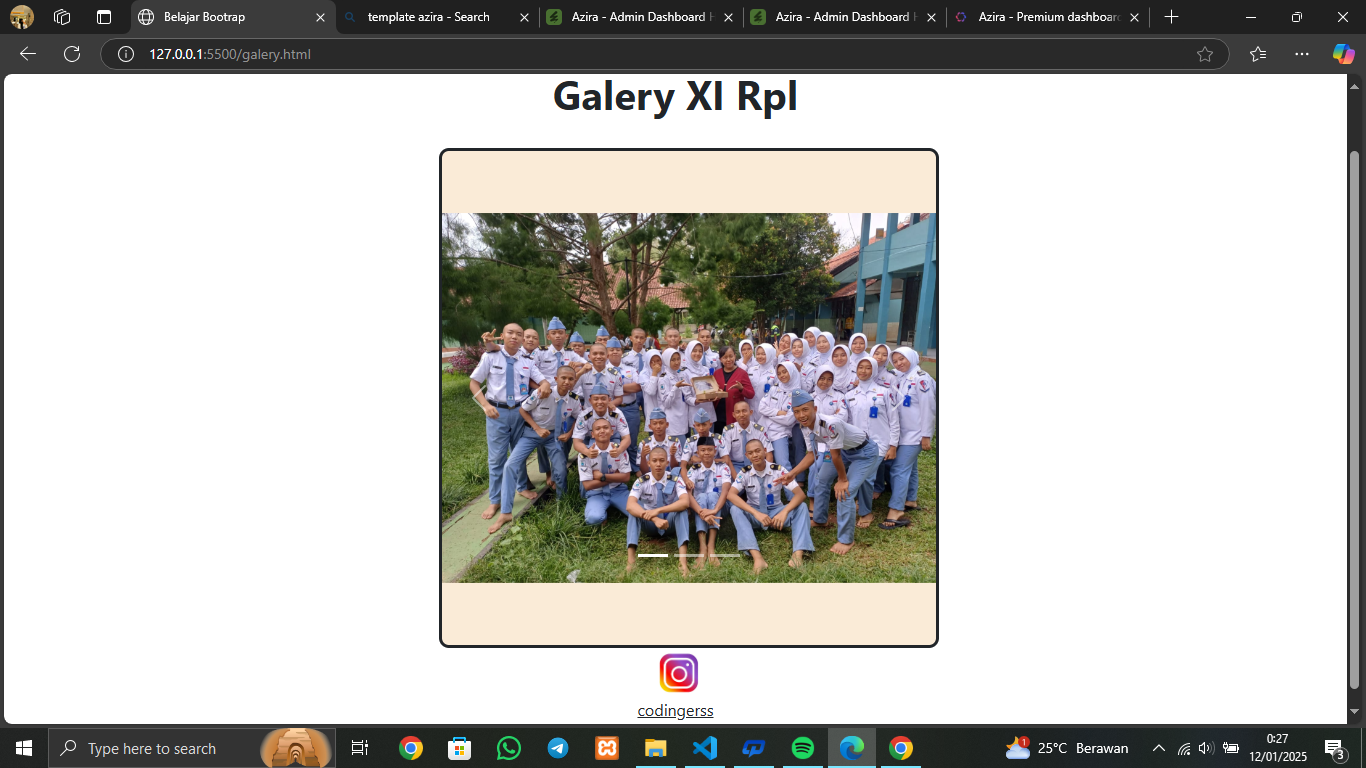 Belajar Bootrap
template azira - Search
Azira - Admin Dashboard H
Azira - Admin Dashboard H
Azira - Premium dashboard
127.0.0.1:5500/galery.html
Galery XI Rpl
codingerss
Type here to search
1
25°C Berawan
0:27
12/01/2025
3